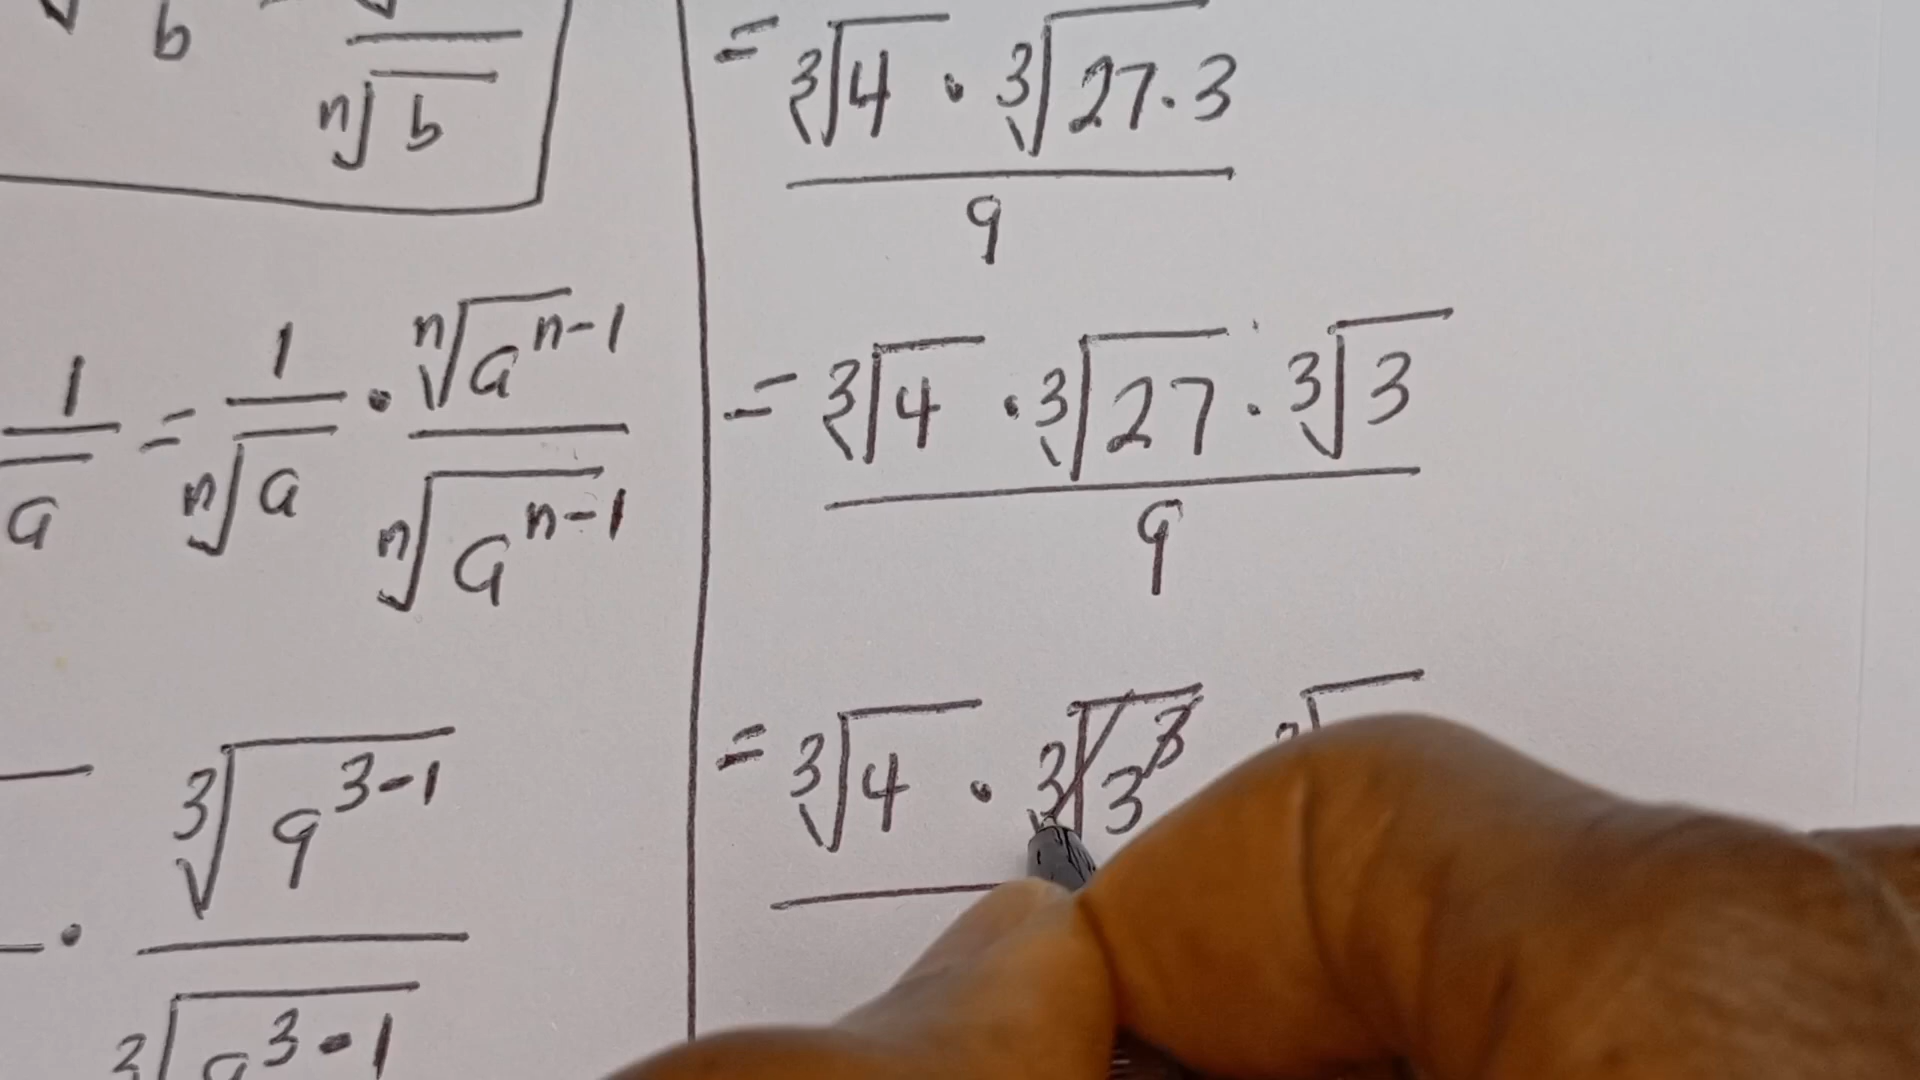 b
ⁿ√b
1/a = 1/ⁿ√a · ⁿ√aⁿ⁻¹/ⁿ√aⁿ⁻¹
· ³√9³⁻¹/³√9³⁻¹
= ³√4 · ³√27·3 / 9
= ³√4 · ³√27 · ³√3 / 9
= ³√4 · ³√3³